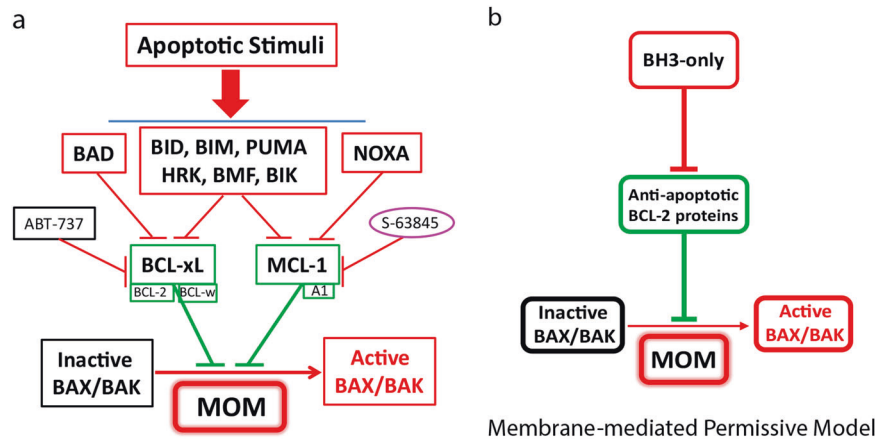 a
Apoptotic Stimuli
BAD
BID, BIM, PUMA
HRK, BMF, BIK
NOXA
ABT-737
S-63845
BCL-xL
BCL-2
BCL-w
MCL-1
A1
Inactive
BAX/BAK
Active
BAX/BAK
MOM
b
BH3-only
Anti-apoptotic
BCL-2 proteins
Inactive
BAX/BAK
Active
BAX/BAK
MOM
Membrane-mediated Permissive Model